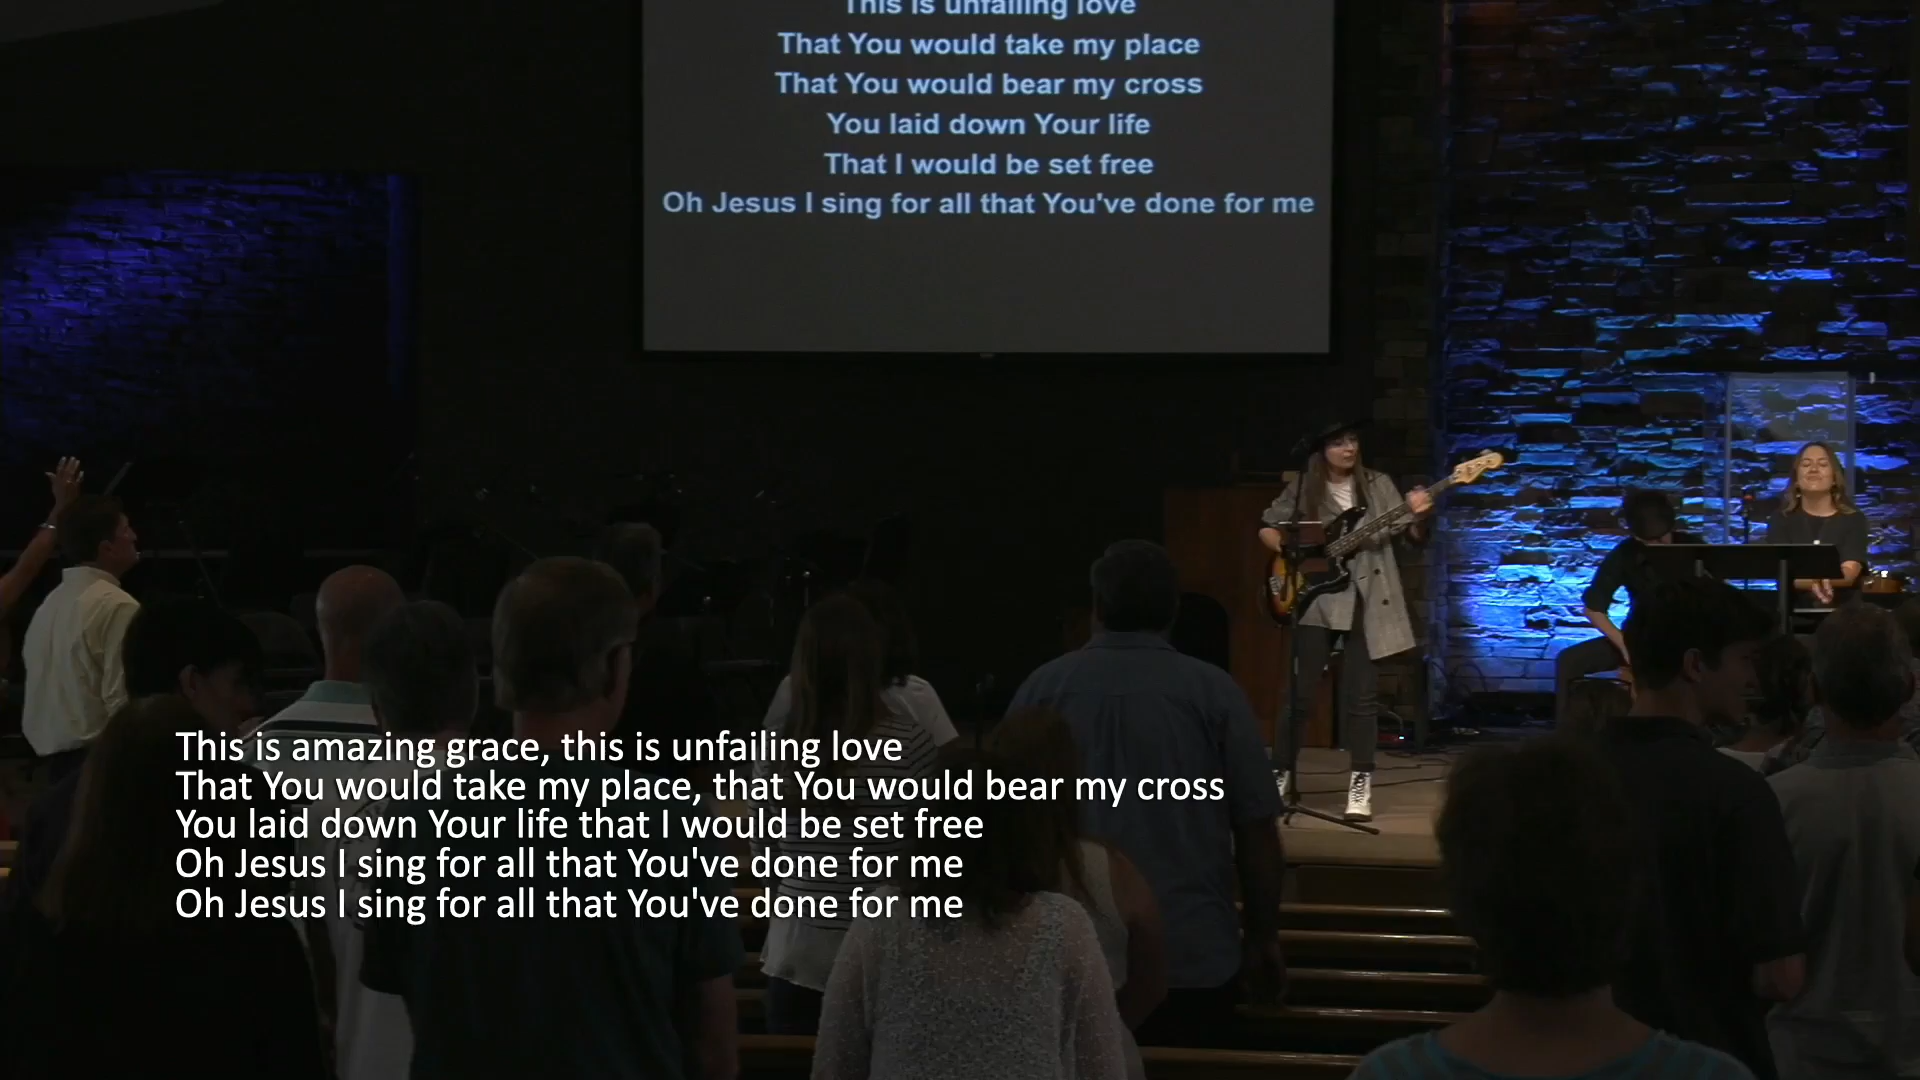 This is unfailing love
That You would take my place
That You would bear my cross
You laid down Your life
That I would be set free
Oh Jesus I sing for all that You've done for me
This is amazing grace, this is unfailing love
That You would take my place, that You would bear my cross
You laid down Your life that I would be set free
Oh Jesus I sing for all that You've done for me
Oh Jesus I sing for all that You've done for me